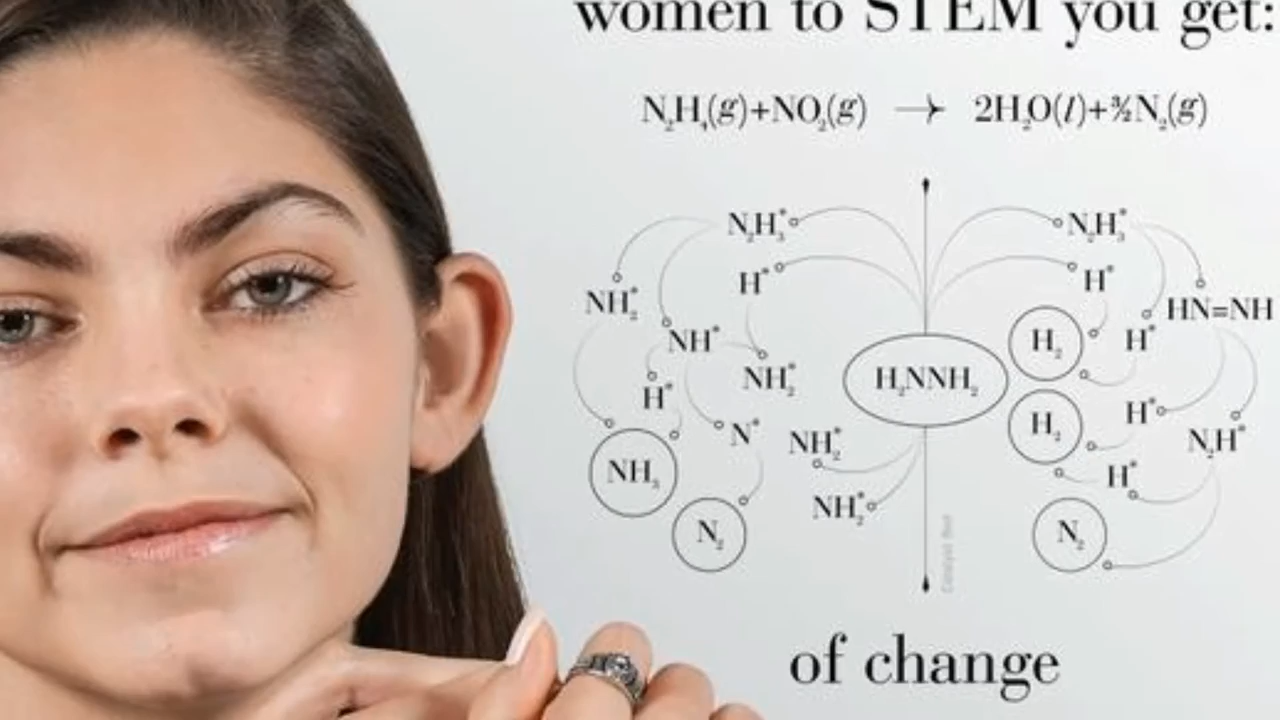 women to STEM you get:
N₂H₄(g)+NO₂(g) → 2H₂O(l)+³⁄₂N₂(g)
N₂H₃* N₂H₃*
H* H*
NH₂* HN=NH
NH* H₂ H*
NH₂* H₂NNH₂
H* H₂ H*
N* NH₂* N₂H*
NH₃ H*
NH₂*
N₂ N₂
of change